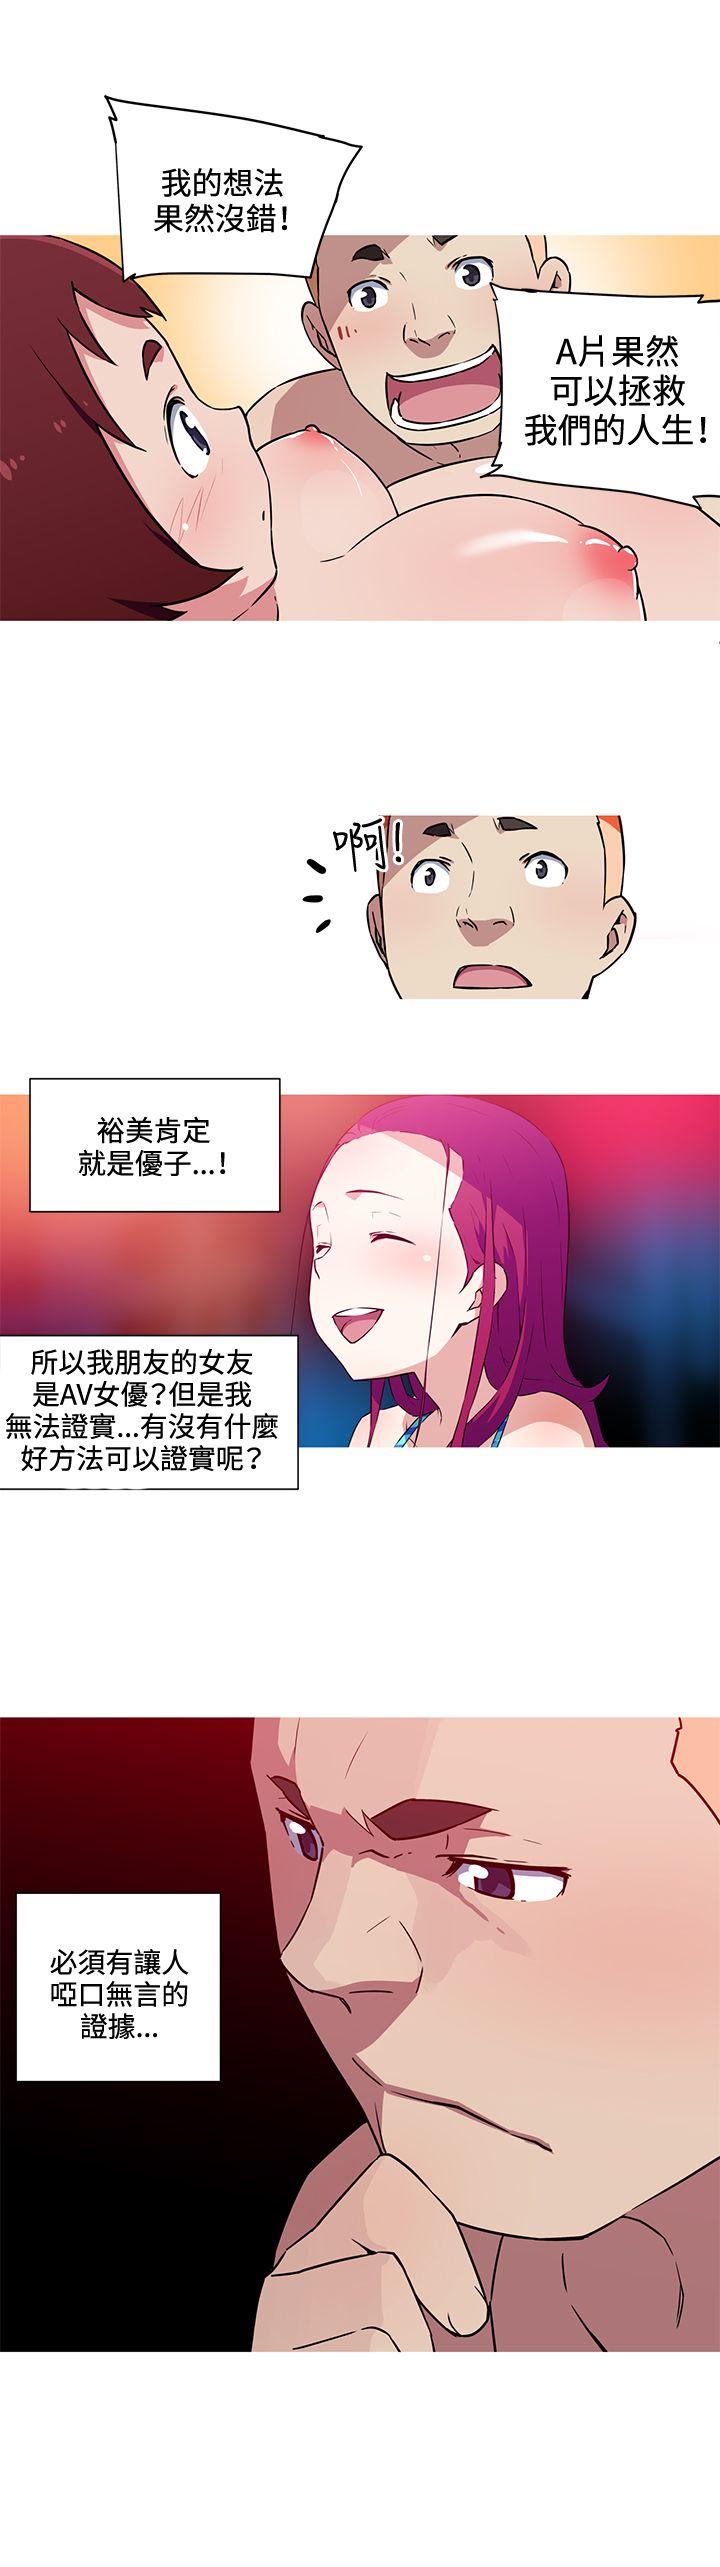 我的想法
果然沒錯！
A片果然
可以拯救
我們的人生！
啊！
裕美肯定
就是優子...！
所以我朋友的女友
是AV女優？但是我
無法證實...有沒有什麼
好方法可以證實呢？
必須有讓人
啞口無言的
證據...